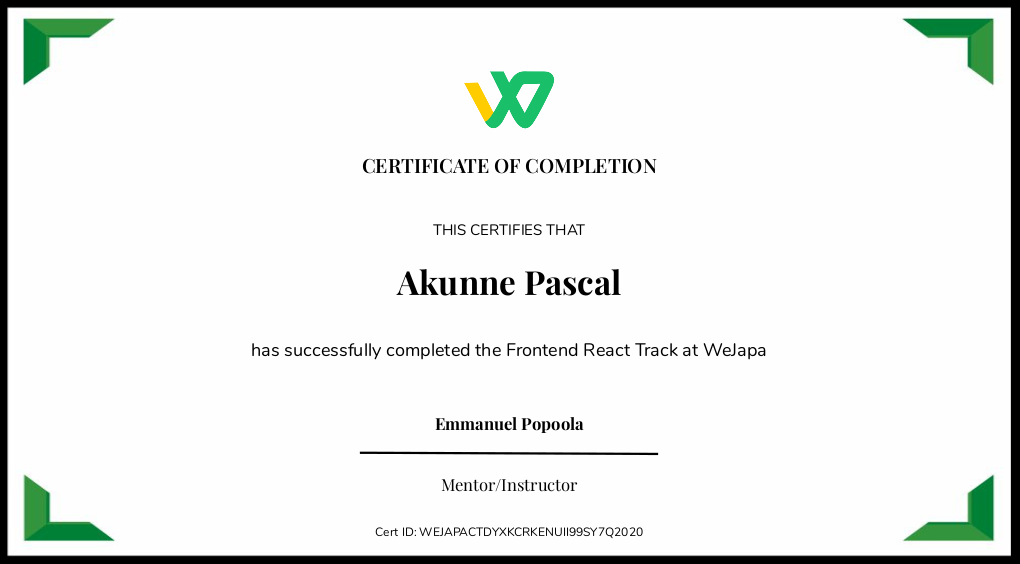 CERTIFICATE OF COMPLETION
THIS CERTIFIES THAT
Akunne Pascal
has successfully completed the Frontend React Track at WeJapa
Emmanuel Popoola
Mentor/Instructor
Cert ID: WEJAPACTDYXKCRKENUII99SY7Q2020